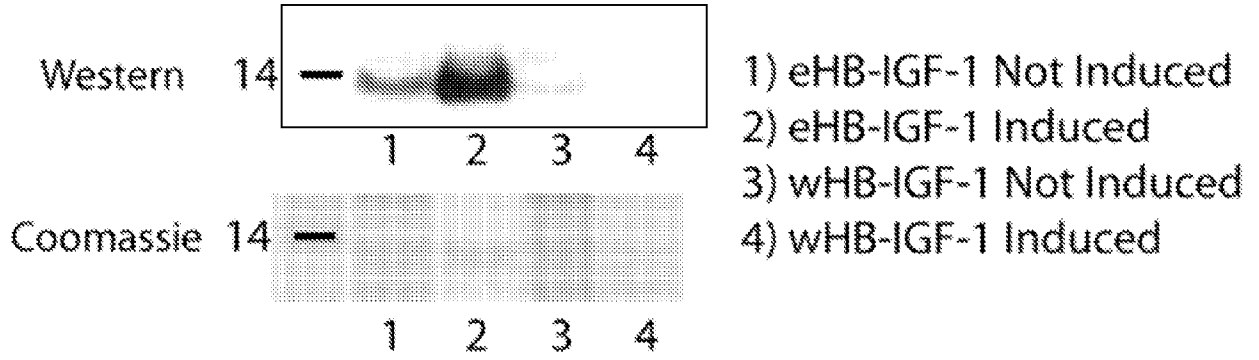 Western 14
1 2 3 4
Coomassie 14
1 2 3 4
1) eHB-IGF-1 Not Induced
2) eHB-IGF-1 Induced
3) wHB-IGF-1 Not Induced
4) wHB-IGF-1 Induced